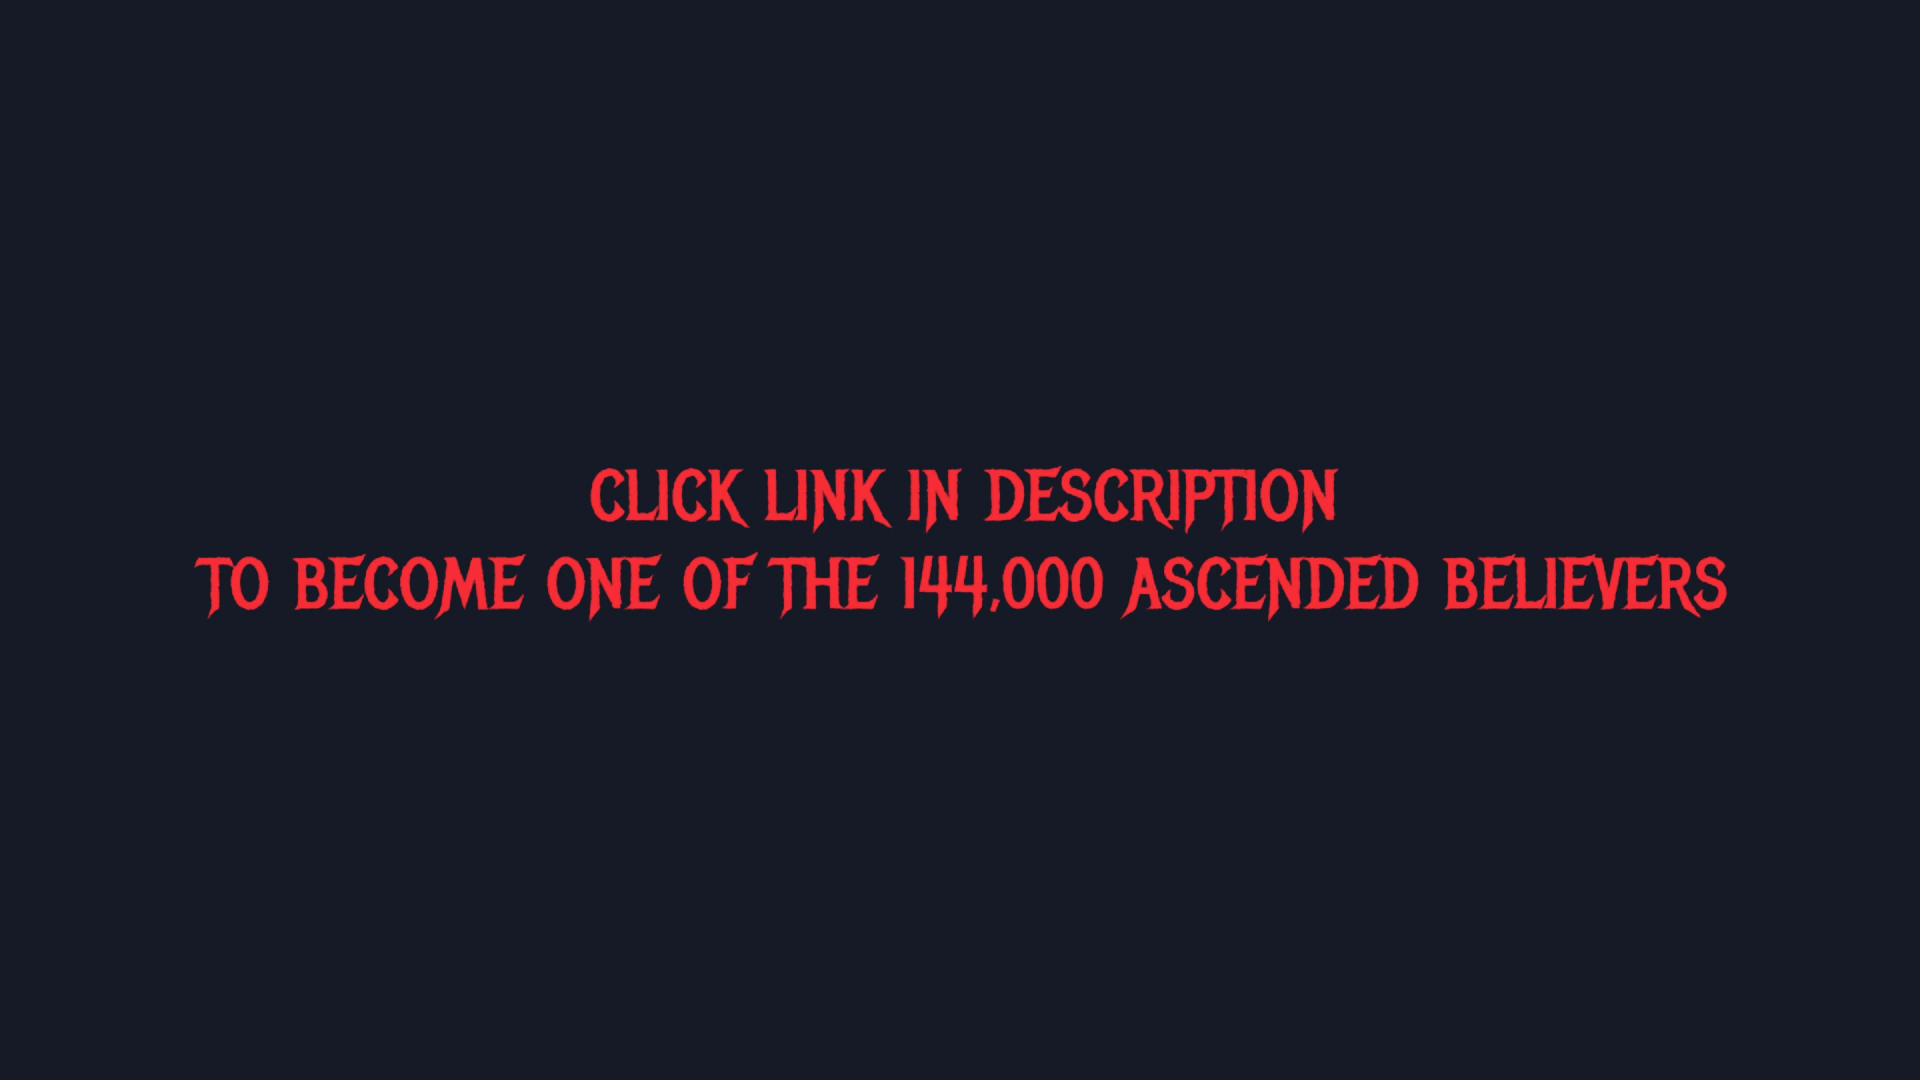 CLICK LINK IN DESCRIPTION
TO BECOME ONE OF THE 144,000 ASCENDED BELIEVERS